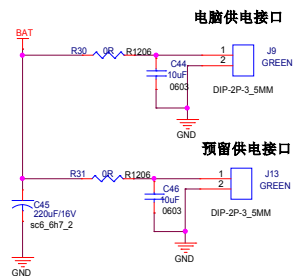 电脑供电接口
BAT
R30 0R R1206
1
2
J9
GREEN
C44
10uF
0603
DIP-2P-3_5MM
GND
预留供电接口
R31 0R R1206
1
2
J13
GREEN
C46
10uF
0603
DIP-2P-3_5MM
C45
220uF/16V
sc6_6h7_2
GND
GND